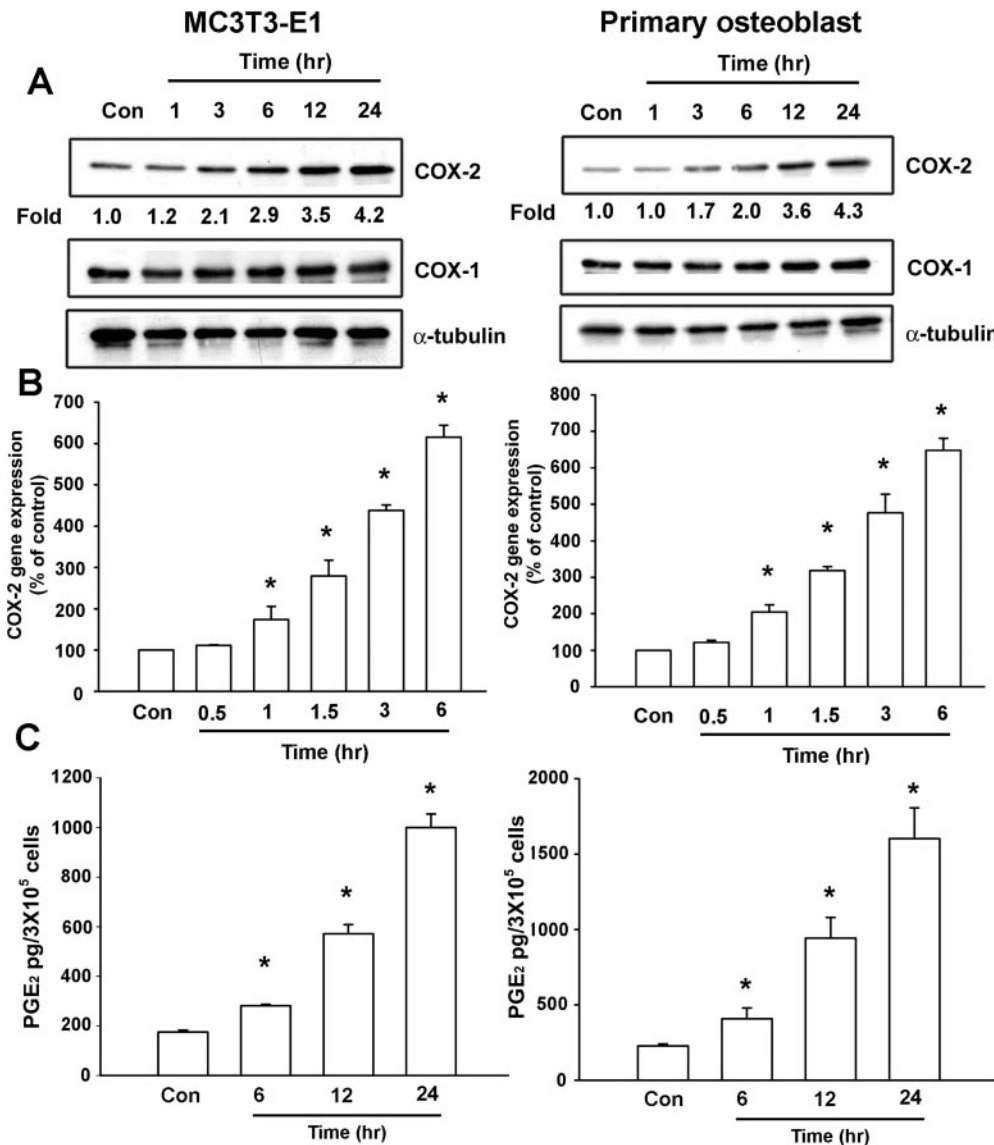 MC3T3-E1
Primary osteoblast
A
Time (hr)
Con 1 3 6 12 24
COX-2
Fold 1.0 1.2 2.1 2.9 3.5 4.2
COX-1
α-tubulin
Time (hr)
Con 1 3 6 12 24
COX-2
Fold 1.0 1.0 1.7 2.0 3.6 4.3
COX-1
α-tubulin
B
COX-2 gene expression
(% of control)
700
600
500
400
300
200
100
0
* * * *
Con 0.5 1 1.5 3 6
Time (hr)
COX-2 gene expression
(% of control)
800
700
600
500
400
300
200
100
0
* * * *
Con 0.5 1 1.5 3 6
Time (hr)
C
PGE₂ pg/3X10⁵ cells
1200
1000
800
600
400
200
0
* * *
Con 6 12 24
Time (hr)
PGE₂ pg/3X10⁵ cells
2000
1500
1000
500
0
* * *
Con 6 12 24
Time (hr)